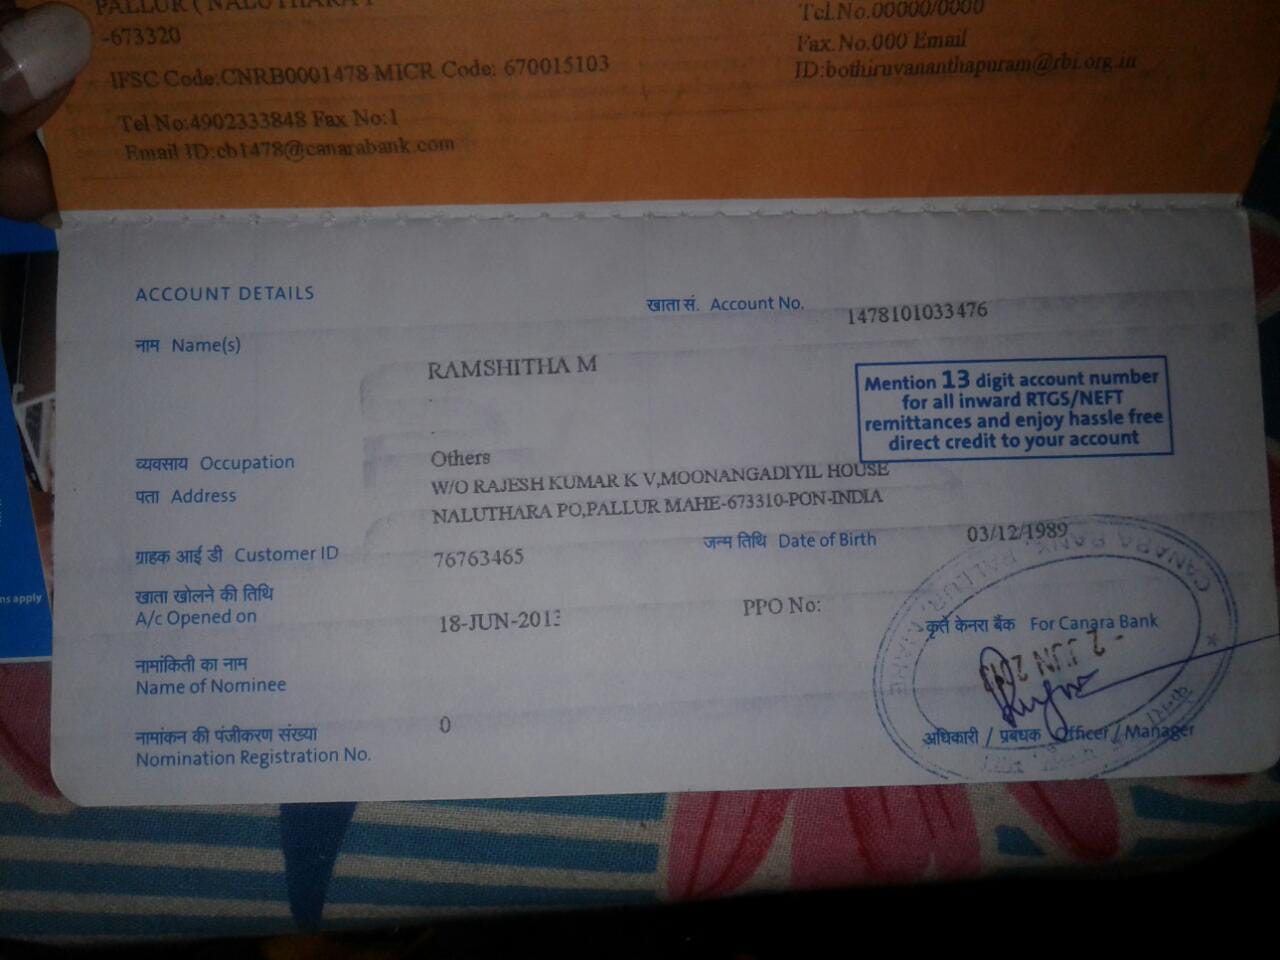 PALLUR ( NALUTHARA )
-673320
IFSC Code:CNRB0001478 MICR Code: 670015103
Tel No:4902333848 Fax No:1
Email ID:cb1478@canarabank.com
Tel.No.00000/0000
Fax.No.000 Email
ID:bothiruvananthapuram@rbi.org.in
ACCOUNT DETAILS
खाता सं. Account No. 1478101033476
नाम Name(s) RAMSHITHA M
Mention 13 digit account number
for all inward RTGS/NEFT
remittances and enjoy hassle free
direct credit to your account
व्यवसाय Occupation Others
पता Address W/O RAJESH KUMAR K V,MOONANGADIYIL HOUSE
NALUTHARA PO,PALLUR MAHE-673310-PON-INDIA
ग्राहक आई डी Customer ID 76763465
जन्म तिथि Date of Birth 03/12/1989
खाता खोलने की तिथि
A/c Opened on 18-JUN-2013
PPO No:
कृते केनरा बैंक For Canara Bank
नामांकिती का नाम
Name of Nominee
नामांकन की पंजीकरण संख्या 0
Nomination Registration No.
अधिकारी / प्रबंधक Officer / Manager
CANARA BANK, PALLUR, MAHE
ns apply